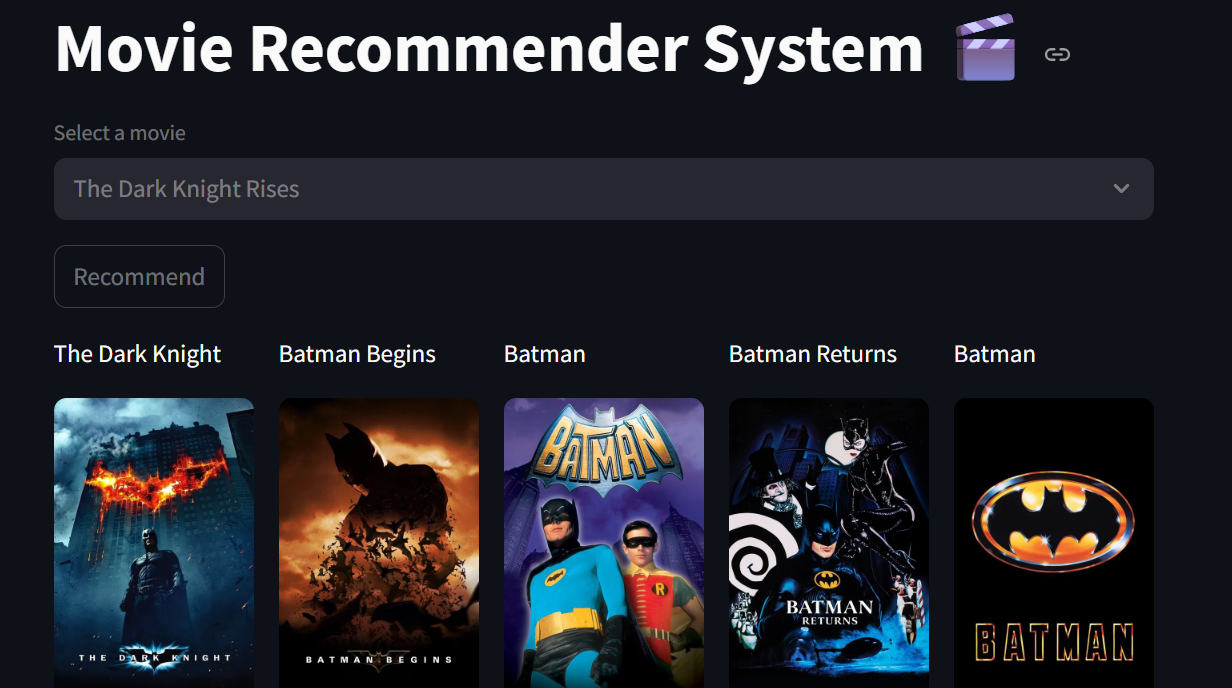 Movie Recommender System
Select a movie
The Dark Knight Rises
Recommend
The Dark Knight
Batman Begins
Batman
Batman Returns
Batman
THE DARK KNIGHT
BATMAN BEGINS
BATMAN
R
BATMAN
RETURNS
BATMAN